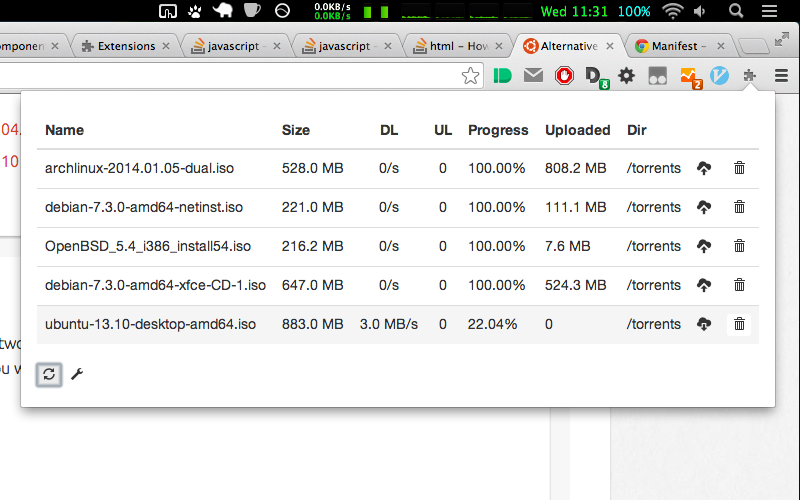 0.0KB/s
0.0KB/s
Wed 11:31 100%
omponen
Extensions
javascript -
javascript -
html – How
Alternative
Manifest –
8
2
04.
10
Name Size DL UL Progress Uploaded Dir
archlinux-2014.01.05-dual.iso 528.0 MB 0/s 0 100.00% 808.2 MB /torrents
debian-7.3.0-amd64-netinst.iso 221.0 MB 0/s 0 100.00% 111.1 MB /torrents
OpenBSD_5.4_i386_install54.iso 216.2 MB 0/s 0 100.00% 7.6 MB /torrents
debian-7.3.0-amd64-xfce-CD-1.iso 647.0 MB 0/s 0 100.00% 524.3 MB /torrents
ubuntu-13.10-desktop-amd64.iso 883.0 MB 3.0 MB/s 0 22.04% 0 /torrents
two
u w